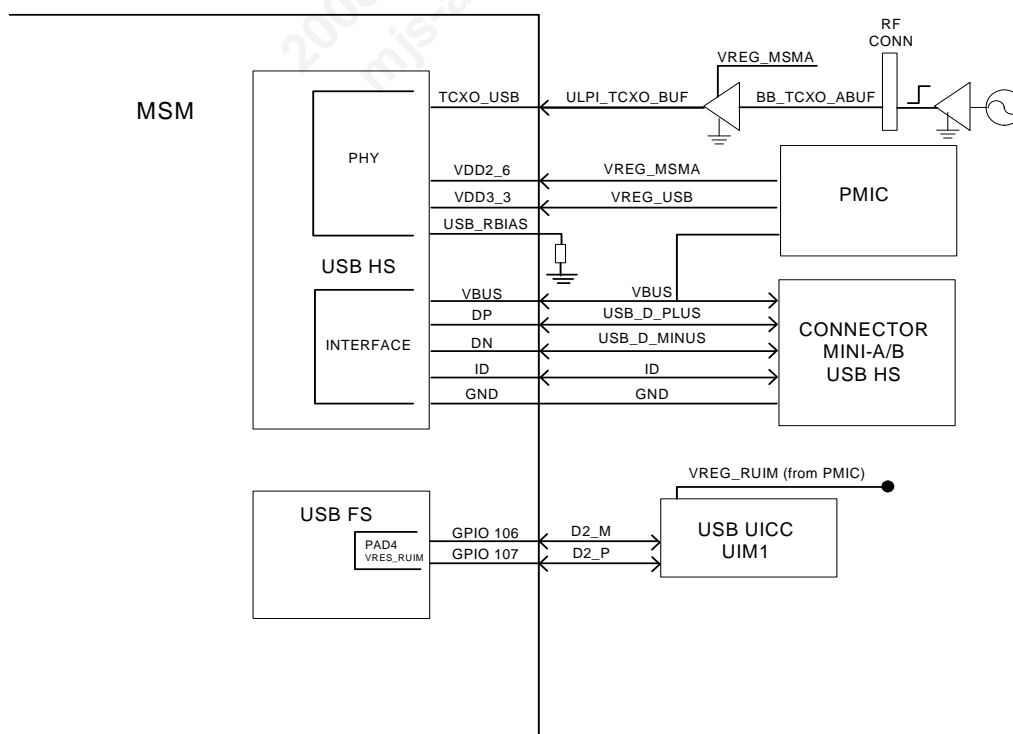 RF
CONN
VREG_MSMA
MSM
TCXO_USB
ULPI_TCXO_BUF
BB_TCXO_ABUF
PHY
VDD2_6
VREG_MSMA
PMIC
VDD3_3
VREG_USB
USB_RBIAS
USB HS
VBUS
VBUS
DP
USB_D_PLUS
CONNECTOR
MINI-A/B
USB HS
INTERFACE
DN
USB_D_MINUS
ID
ID
GND
GND
VREG_RUIM (from PMIC)
USB FS
GPIO 106
D2_M
USB UICC
UIM1
PAD4
VRES_RUIM
GPIO 107
D2_P